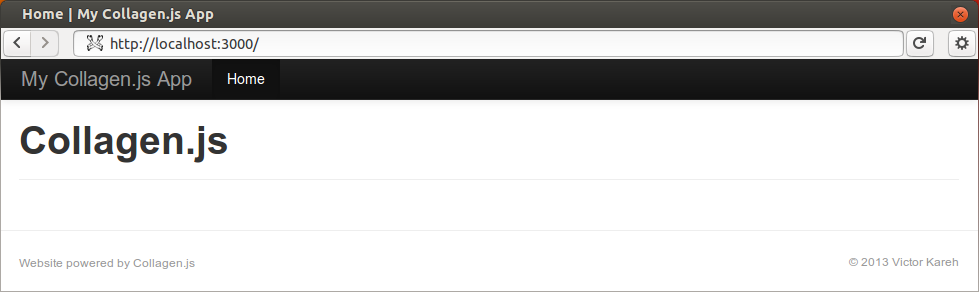 Home | My Collagen.js App
http://localhost:3000/
My Collagen.js App Home
Collagen.js
Website powered by Collagen.js © 2013 Victor Kareh